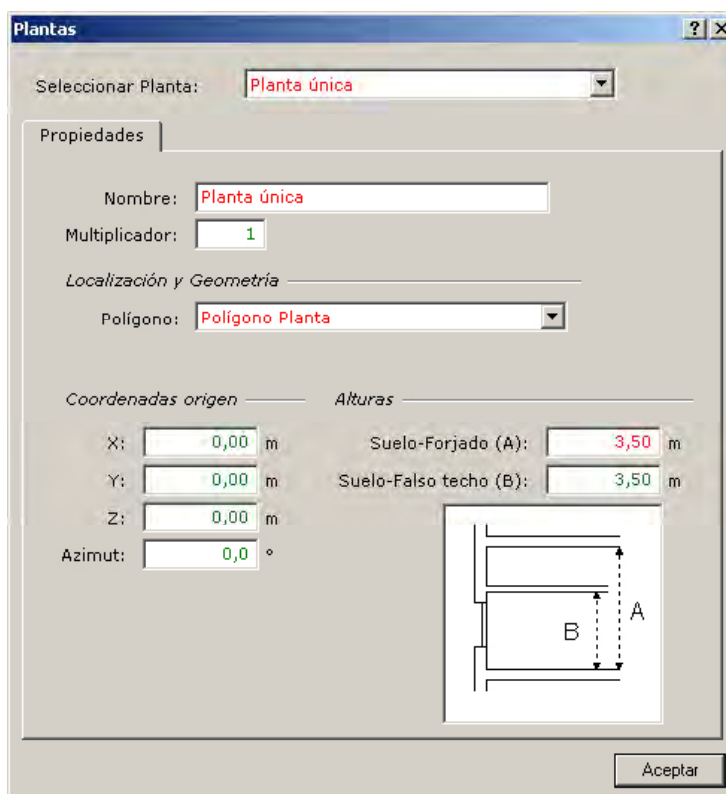 Plantas
Seleccionar Planta: Planta única
Propiedades
Nombre: Planta única
Multiplicador: 1
Localización y Geometría
Polígono: Polígono Planta
Coordenadas origen Alturas
X: 0,00 m Suelo-Forjado (A): 3,50 m
Y: 0,00 m Suelo-Falso techo (B): 3,50 m
Z: 0,00 m
Azimut: 0,0 °
A
B
Aceptar